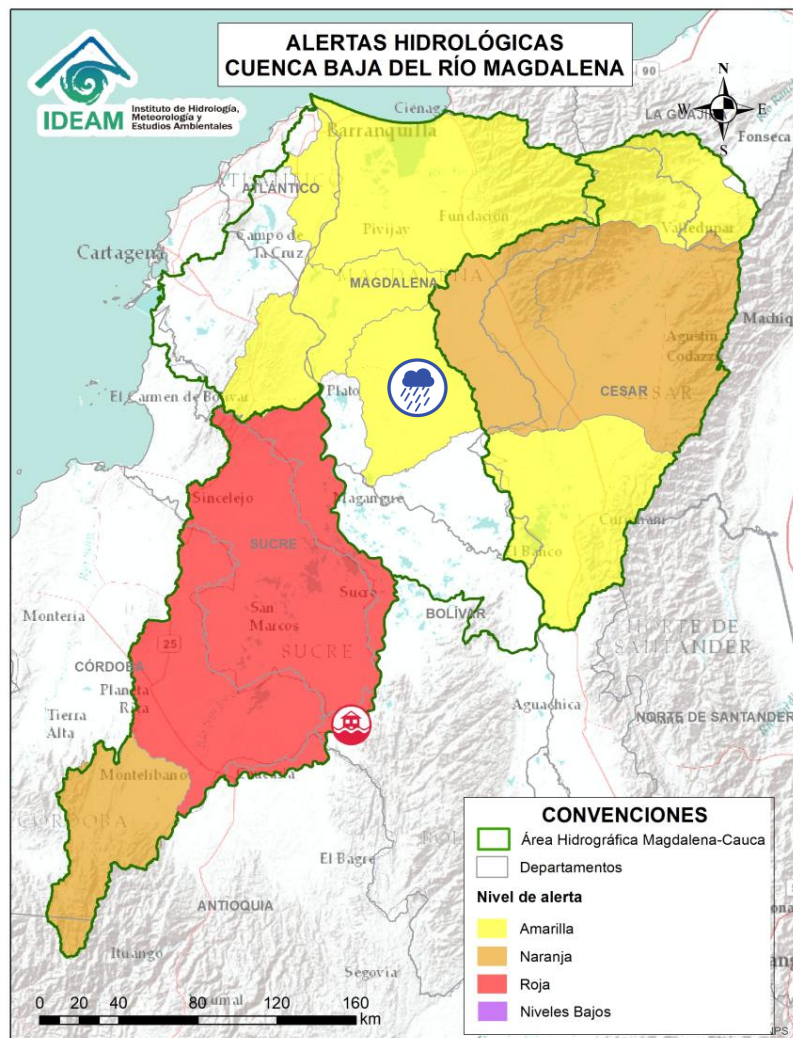 ALERTAS HIDROLÓGICAS
CUENCA BAJA DEL RÍO MAGDALENA
IDEAM
Instituto de Hidrología,
Meteorología y
Estudios Ambientales
90
N
W
E
S
LA GUAJIRA
Fonseca
Ciénaga
Barranquilla
ATLÁNTICO
Valledupar
Pivijay
Fundación
Campo de
La Cruz
Cartagena
MAGDALENA
Machiq
Agustín
Codazzi
CESAR
El Carmen de Bolívar
Plato
Sincelejo
Magangue
SUCRE
El Banco
Sucre
BOLÍVAR
San
Marcos
SUCRE
Montería
25
NORTE DE
SANTANDER
CÓRDOBA
Planeta
Rica
Aguachica
Tierra
Alta
NORTE DE SANTANDER
Montelibano
El Bagre
ANTIOQUIA
Ituango
Segovia
0 20 40 80 120 160
km
CONVENCIONES
Área Hidrográfica Magdalena-Cauca
Departamentos
Nivel de alerta
Amarilla
Naranja
Roja
Niveles Bajos